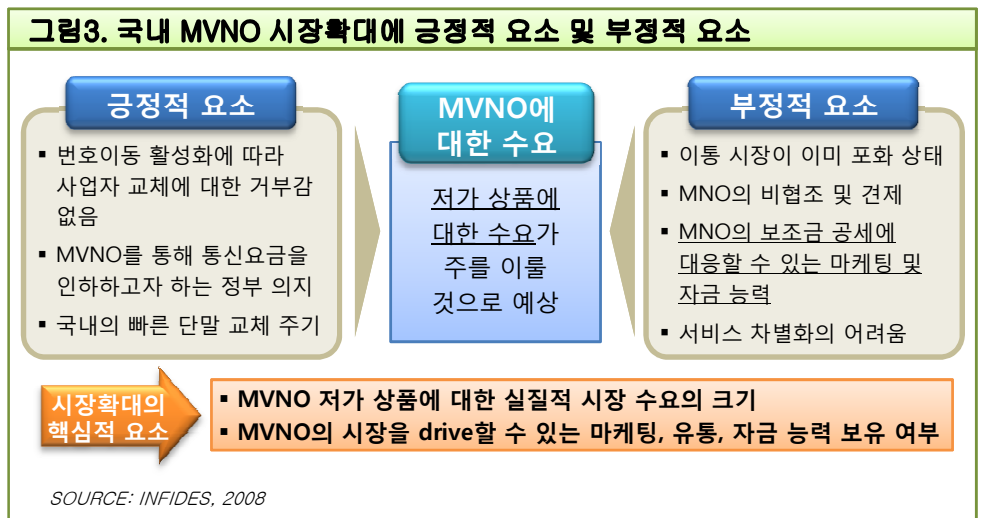 그림3. 국내 MVNO 시장확대에 긍정적 요소 및 부정적 요소
긍정적 요소
▪ 번호이동 활성화에 따라
사업자 교체에 대한 거부감
없음
▪ MVNO를 통해 통신요금을
인하하고자 하는 정부 의지
▪ 국내의 빠른 단말 교체 주기
MVNO에
대한 수요
저가 상품에
대한 수요가
주를 이룰
것으로 예상
부정적 요소
▪ 이통 시장이 이미 포화 상태
▪ MNO의 비협조 및 견제
▪ MNO의 보조금 공세에
대응할 수 있는 마케팅 및
자금 능력
▪ 서비스 차별화의 어려움
시장확대의
핵심적 요소
▪ MVNO 저가 상품에 대한 실질적 시장 수요의 크기
▪ MVNO의 시장을 drive할 수 있는 마케팅, 유통, 자금 능력 보유 여부
SOURCE: INFIDES, 2008